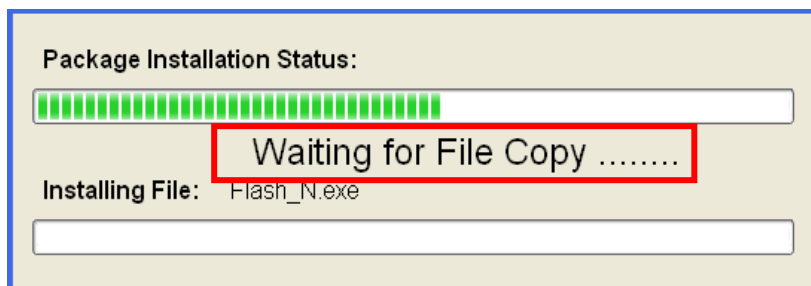 Package Installation Status:
Waiting for File Copy ........
Installing File: Flash_N.exe